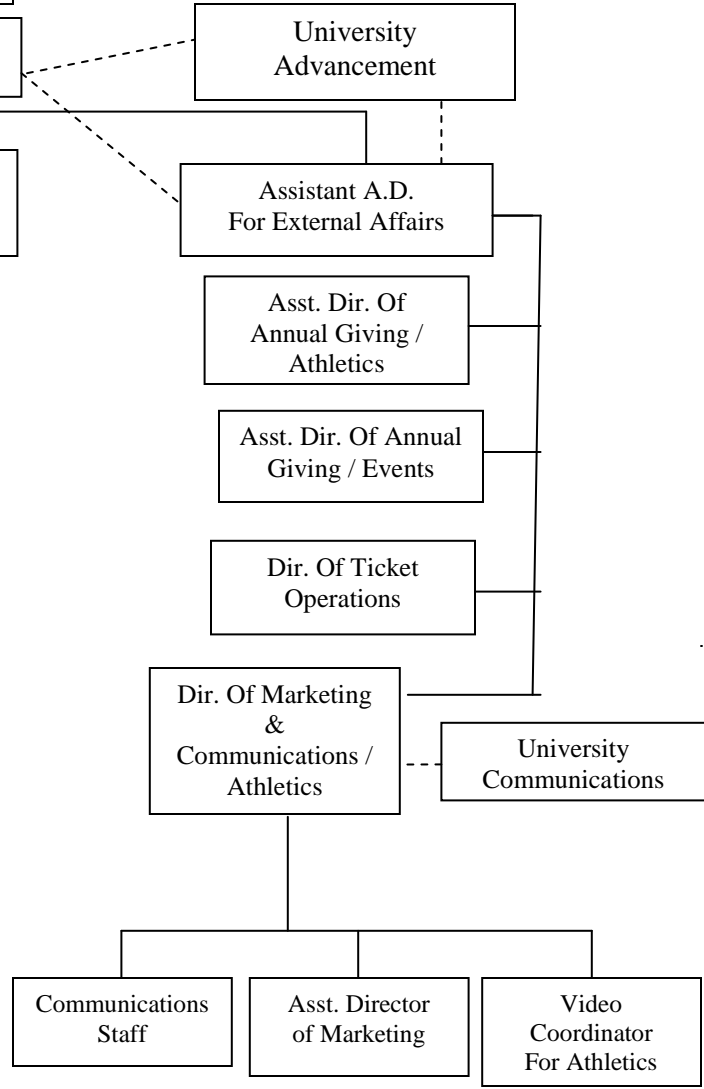 University
Advancement
Assistant A.D.
For External Affairs
Asst. Dir. Of
Annual Giving /
Athletics
Asst. Dir. Of Annual
Giving / Events
Dir. Of Ticket
Operations
Dir. Of Marketing
&
Communications /
Athletics
University
Communications
Communications
Staff
Asst. Director
of Marketing
Video
Coordinator
For Athletics